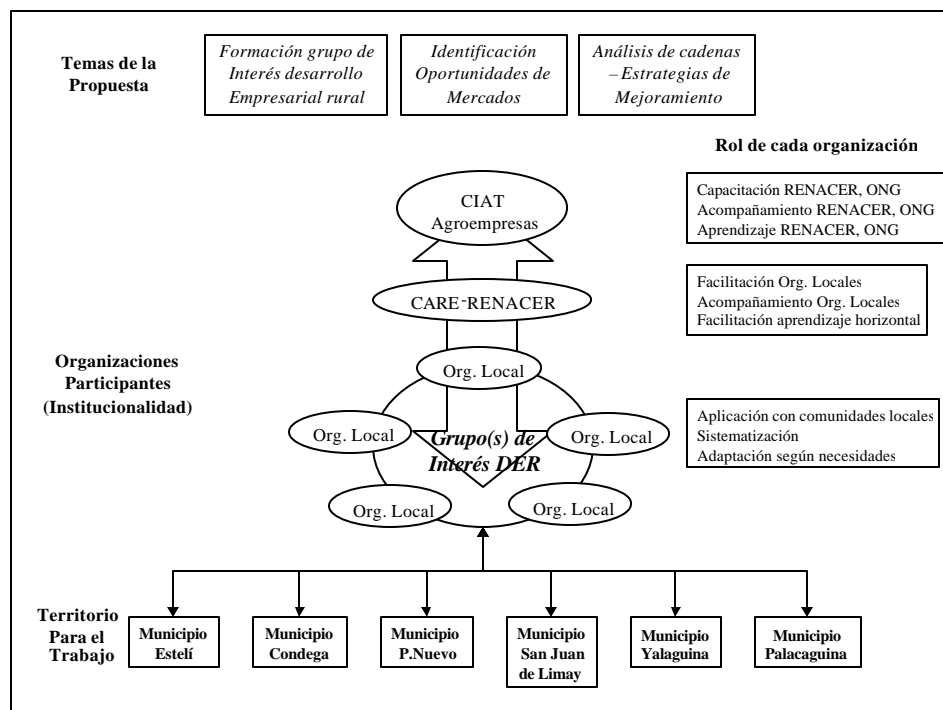 Temas de la
Propuesta
Formación grupo de
Interés desarrollo
Empresarial rural
Identificación
Oportunidades de
Mercados
Análisis de cadenas
– Estrategias de
Mejoramiento
Rol de cada organización
CIAT
Agroempresas
Capacitación RENACER, ONG
Acompañamiento RENACER, ONG
Aprendizaje RENACER, ONG
CARE-RENACER
Facilitación Org. Locales
Acompañamiento Org. Locales
Facilitación aprendizaje horizontal
Organizaciones
Participantes
(Institucionalidad)
Org. Local
Org. Local
Grupo(s) de
Interés DER
Org. Local
Org. Local
Org. Local
Aplicación con comunidades locales
Sistematización
Adaptación según necesidades
Territorio
Para el
Trabajo
Municipio
Estelí
Municipio
Condega
Municipio
P.Nuevo
Municipio
San Juan
de Limay
Municipio
Yalaguina
Municipio
Palacaguina